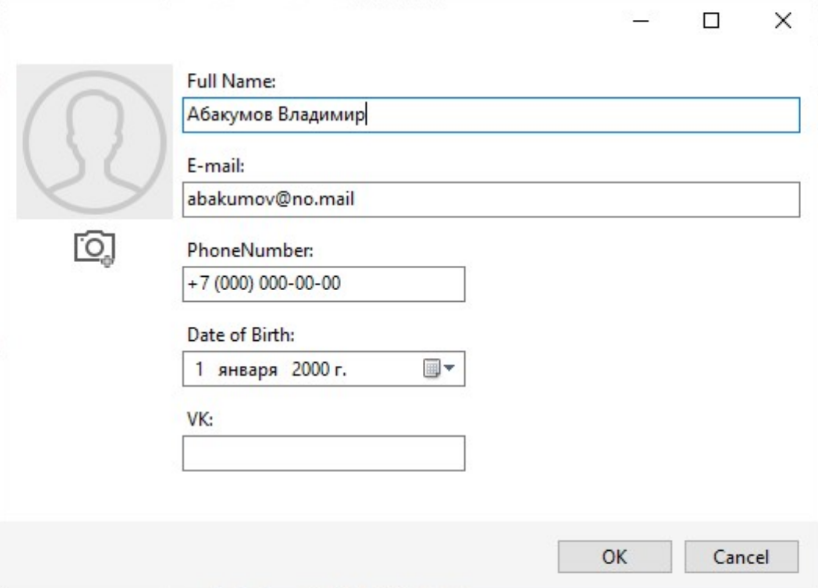 Full Name:
Абакумов Владимир
E-mail:
abakumov@no.mail
PhoneNumber:
+7 (000) 000-00-00
Date of Birth:
1 января 2000 г.
VK:
OK Cancel